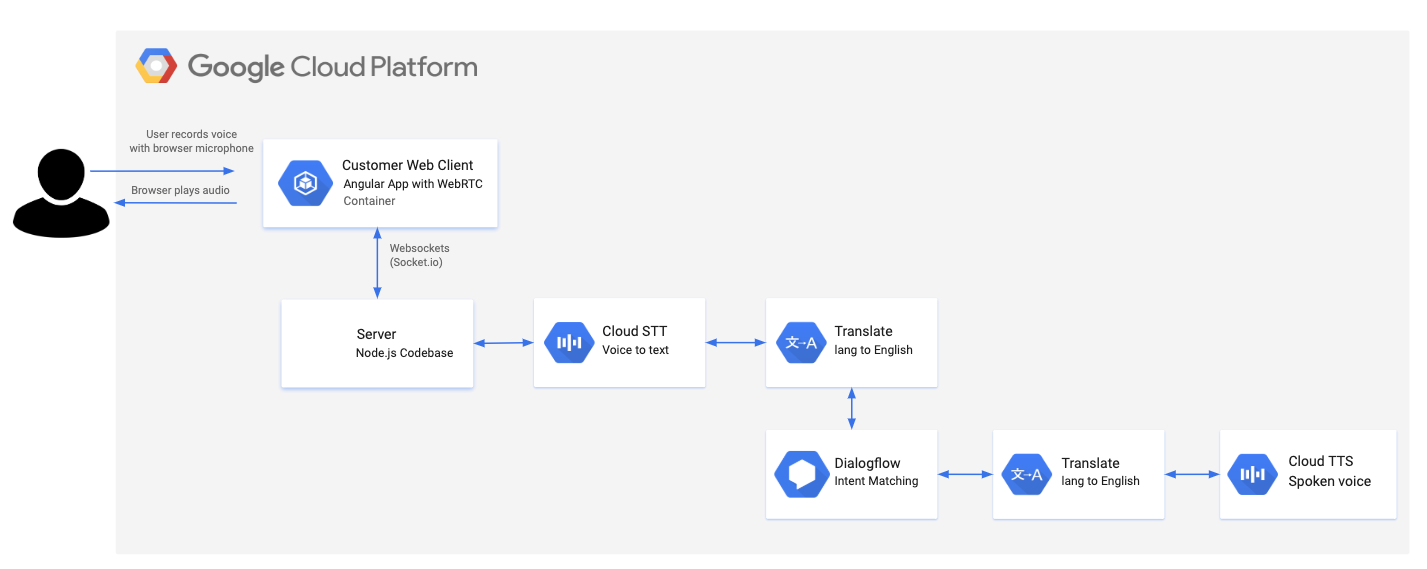 Google Cloud Platform
User records voice
with browser microphone
Browser plays audio
Customer Web Client
Angular App with WebRTC
Container
Websockets
(Socket.io)
Server
Node.js Codebase
Cloud STT
Voice to text
文→A
Translate
lang to English
Dialogflow
Intent Matching
文→A
Translate
lang to English
Cloud TTS
Spoken voice